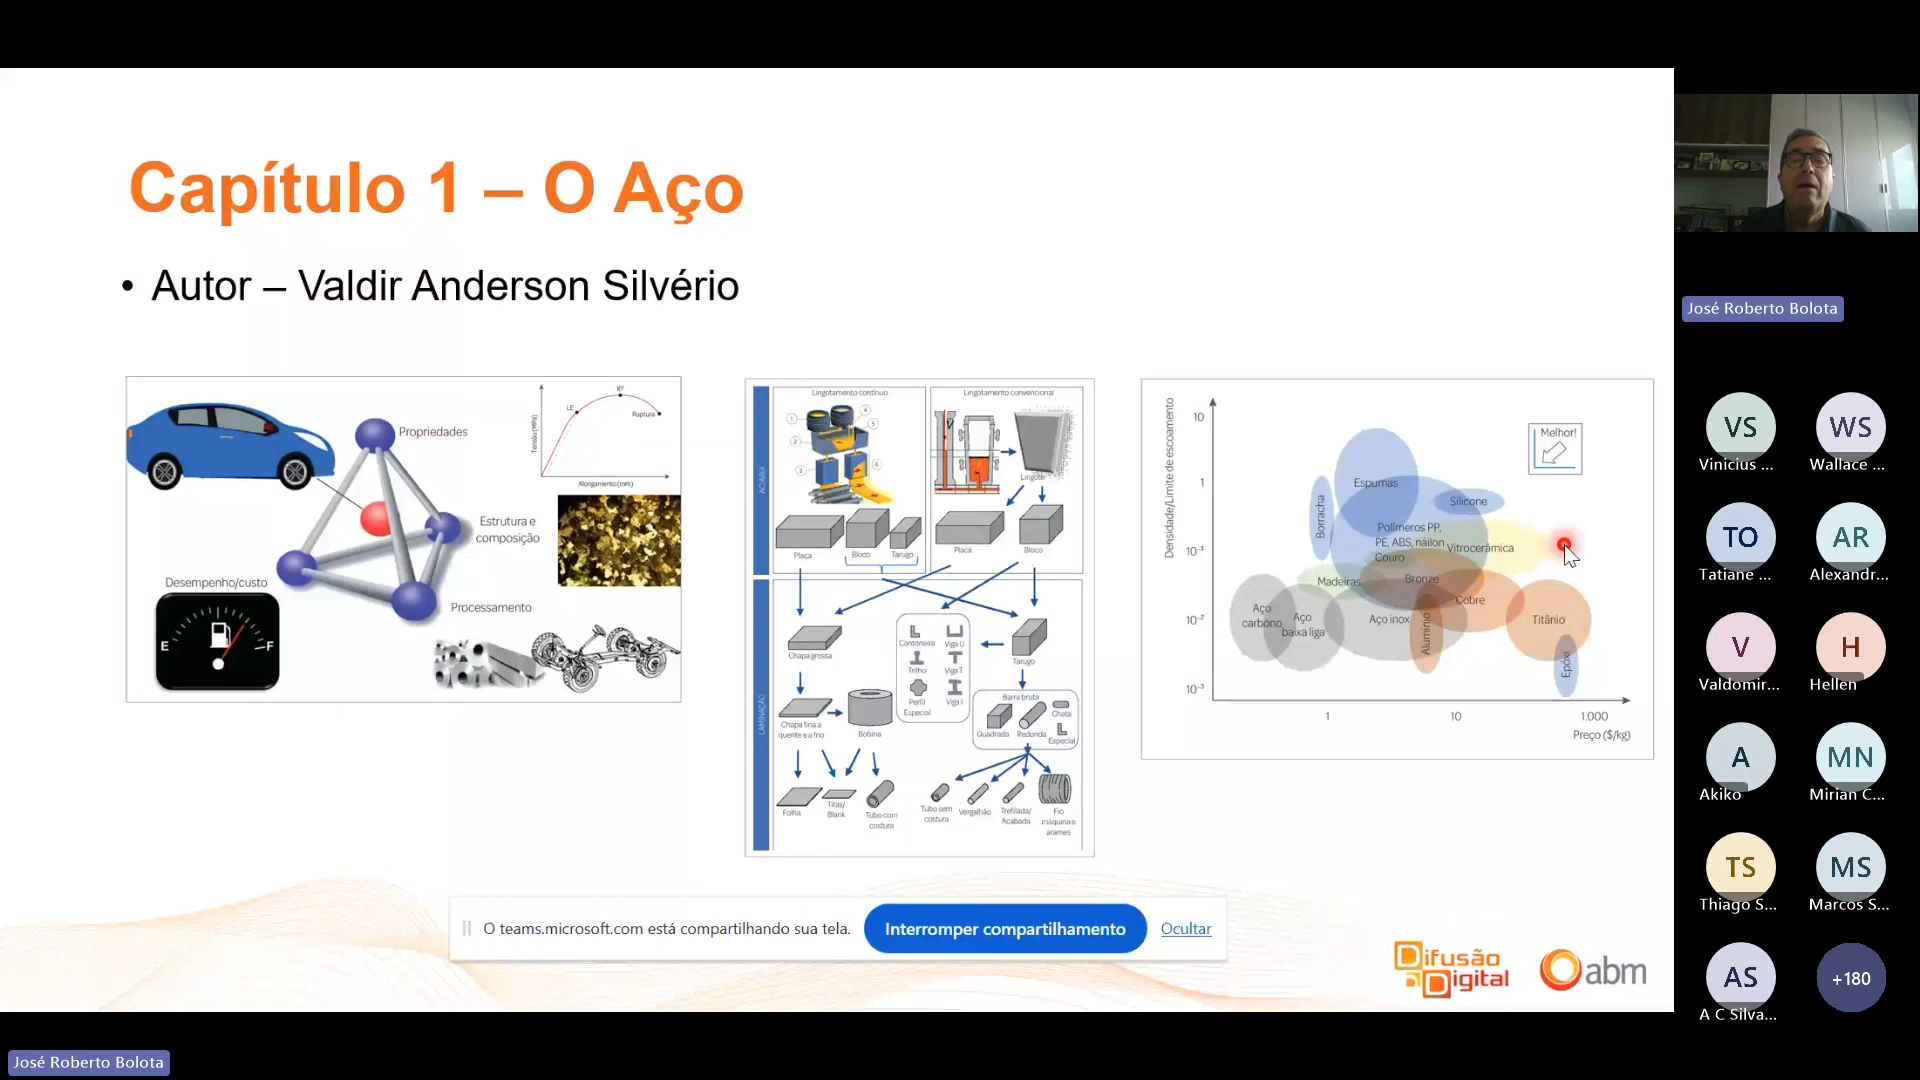 Capítulo 1 – O Aço
• Autor – Valdir Anderson Silvério
Propriedades
Estrutura e
composição
Processamento
Desempenho/custo
E
F
Tensão (MPa)
LE
RT
Ruptura
Alongamento (mm)
ACIARIA
Lingotamento contínuo
1
2
3
4
5
6
Placa
Bloco
Tarugo
Lingotamento convencional
Lingote
Placa
Bloco
LAMINAÇÃO
Chapa grossa
Cantoneira
Viga U
Trilho
Viga T
Perfil
Especial
Viga I
Tarugo
Chapa fina a
quente e a frio
Bobina
Barra bruta
Quadrada
Redonda
Chata
Especial
Folha
Tiras/
Blank
Tubo com
costura
Tubo sem
costura
Vergalhão
Trefilada/
Acabada
Fio
máquina e
arames
Densidade/Limite de escoamento
10
1
10⁻¹
10⁻²
10⁻³
Melhor!
Espumas
Silicone
Borracha
Polímeros PP,
PE, ABS, náilon
Couro
Vitrocerâmica
Madeiras
Bronze
Cobre
Aço
carbono
Aço
baixa liga
Aço inox
Alumínio
Titânio
Epóxi
1
10
1.000
Preço ($/kg)
O teams.microsoft.com está compartilhando sua tela.
Interromper compartilhamento
Ocultar
Difusão
Digital
abm
José Roberto Bolota
VS
Vinicius ...
WS
Wallace ...
TO
Tatiane ...
AR
Alexandr...
V
Valdomir...
H
Hellen
A
Akiko
MN
Mirian C...
TS
Thiago S...
MS
Marcos S...
AS
A C Silva...
+180
José Roberto Bolota